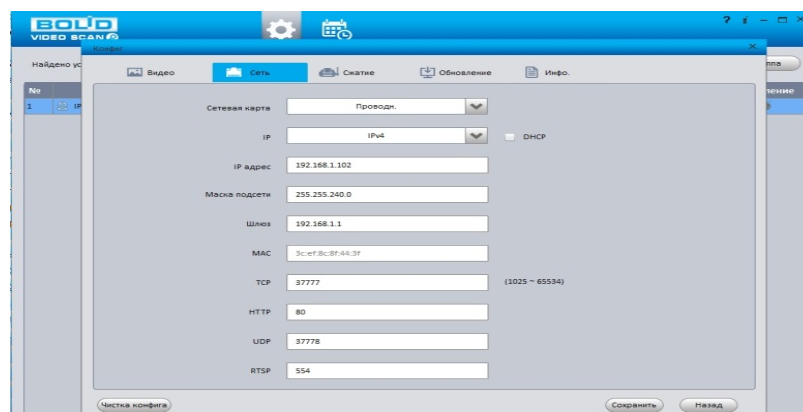 BOLID
VIDEO SCAN
? i
Конфиг
Найдено ус
ппа
Видео Сеть Сжатие Обновление Инфо.
No
1 IP
Сетевая карта Проводн.
IP IPv4 DHCP
IP адрес 192.168.1.102
Маска подсети 255.255.240.0
Шлюз 192.168.1.1
MAC 3c:ef:8c:8f:44:3f
TCP 37777 (1025 ~ 65534)
HTTP 80
UDP 37778
RTSP 554
Чистка конфига Сохранить Назад